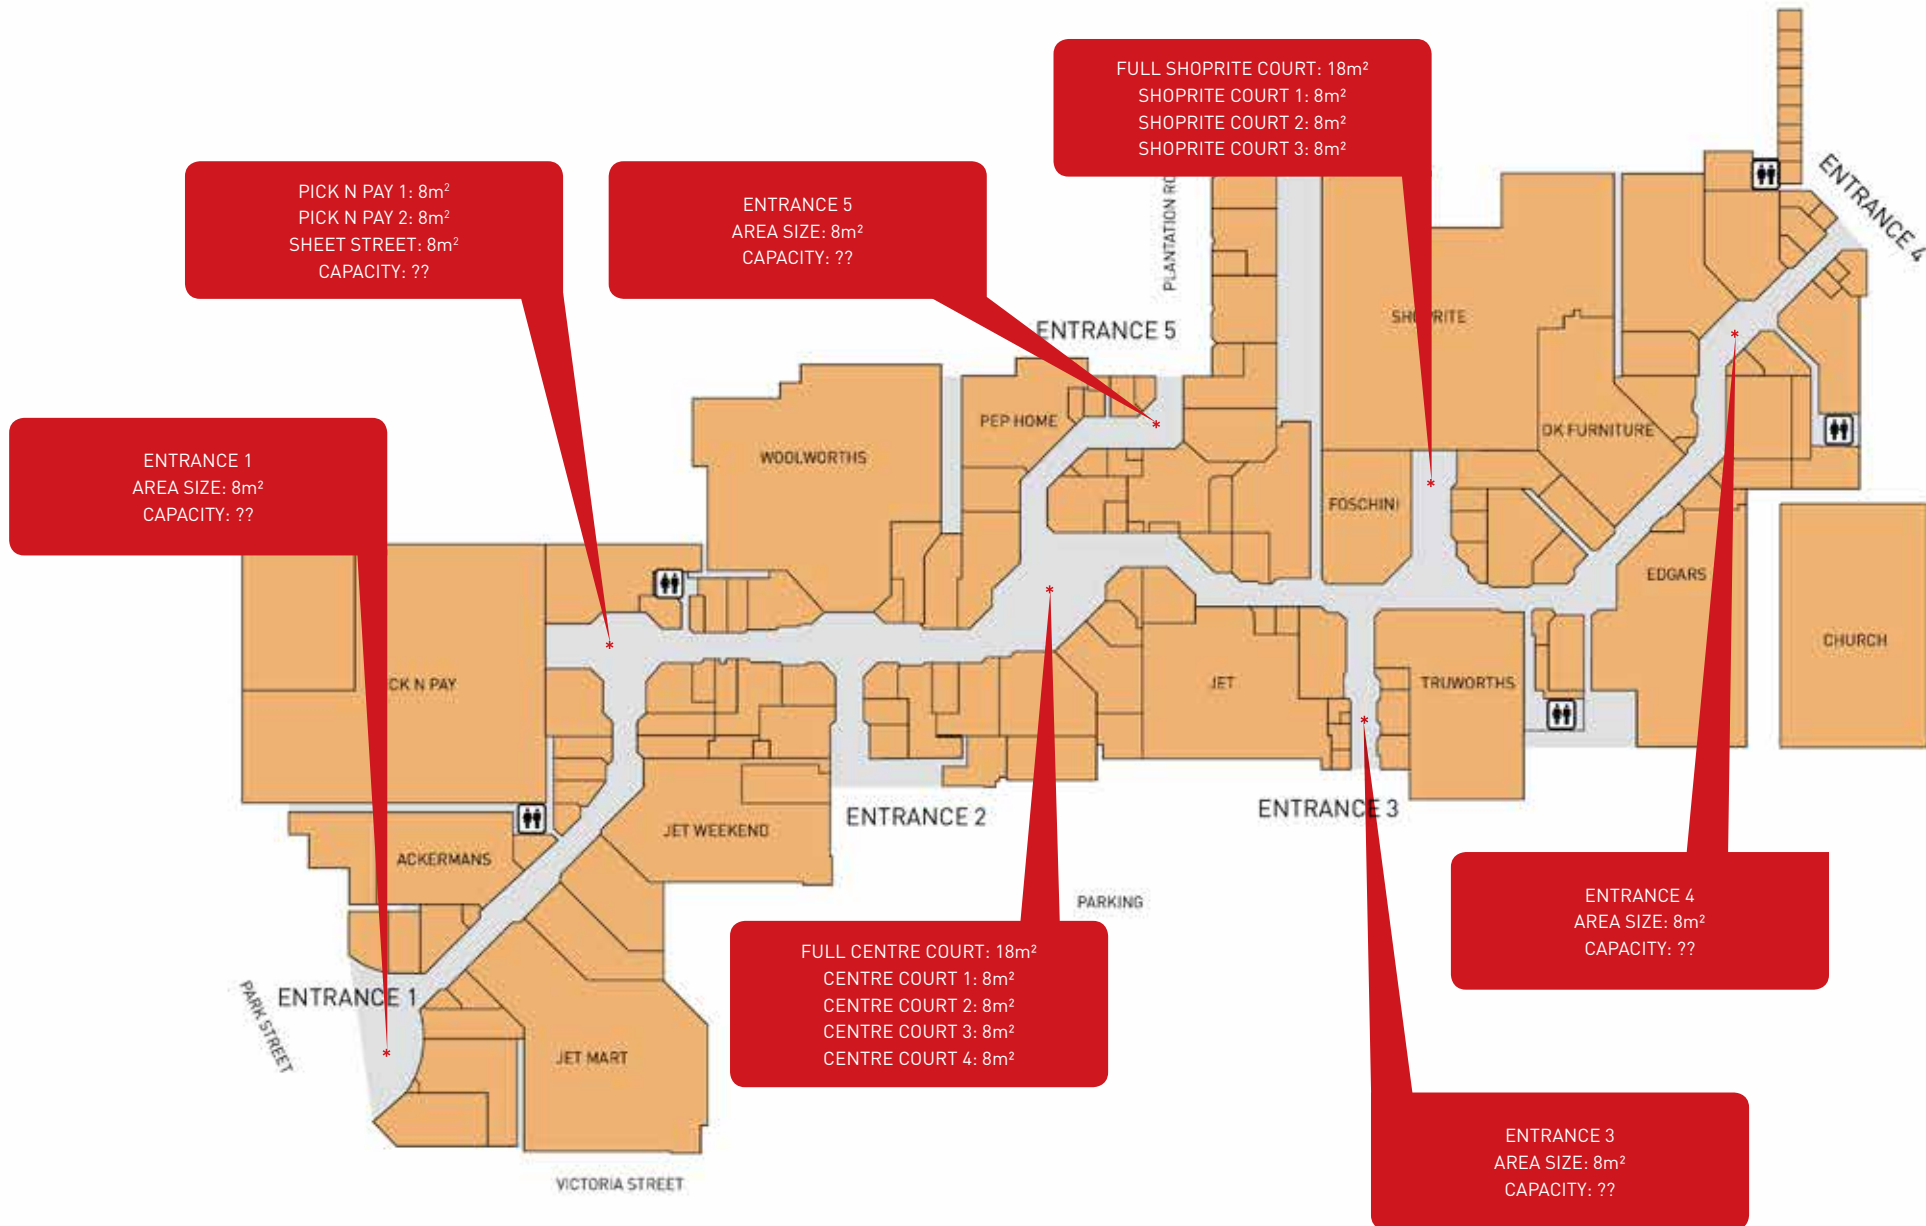 FULL SHOPRITE COURT: 18m²
SHOPRITE COURT 1: 8m²
SHOPRITE COURT 2: 8m²
SHOPRITE COURT 3: 8m²
PICK N PAY 1: 8m²
PICK N PAY 2: 8m²
SHEET STREET: 8m²
CAPACITY: ??
ENTRANCE 5
AREA SIZE: 8m²
CAPACITY: ??
PLANTATION RO
ENTRANCE 4
SHOPRITE
ENTRANCE 5
PEP HOME
OK FURNITURE
WOOLWORTHS
ENTRANCE 1
AREA SIZE: 8m²
CAPACITY: ??
FOSCHINI
EDGARS
CHURCH
CK N PAY
JET
TRUWORTHS
ENTRANCE 2
ENTRANCE 3
JET WEEKEND
ACKERMANS
PARKING
ENTRANCE 4
AREA SIZE: 8m²
CAPACITY: ??
FULL CENTRE COURT: 18m²
CENTRE COURT 1: 8m²
CENTRE COURT 2: 8m²
CENTRE COURT 3: 8m²
CENTRE COURT 4: 8m²
ENTRANCE 1
PARK STREET
JET MART
ENTRANCE 3
AREA SIZE: 8m²
CAPACITY: ??
VICTORIA STREET